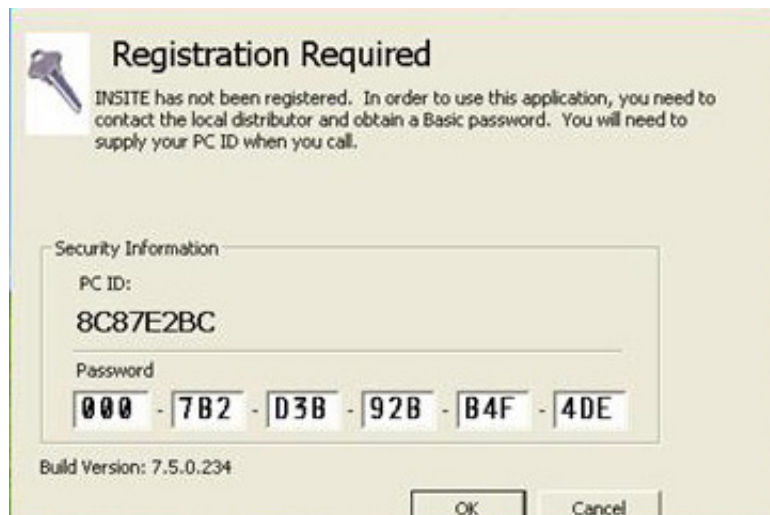 Registration Required
INSITE has not been registered. In order to use this application, you need to
contact the local distributor and obtain a Basic password. You will need to
supply your PC ID when you call.
Security Information
PC ID:
8C87E2BC
Password
000 - 7B2 - D3B - 92B - B4F - 4DE
Build Version: 7.5.0.234
OK Cancel